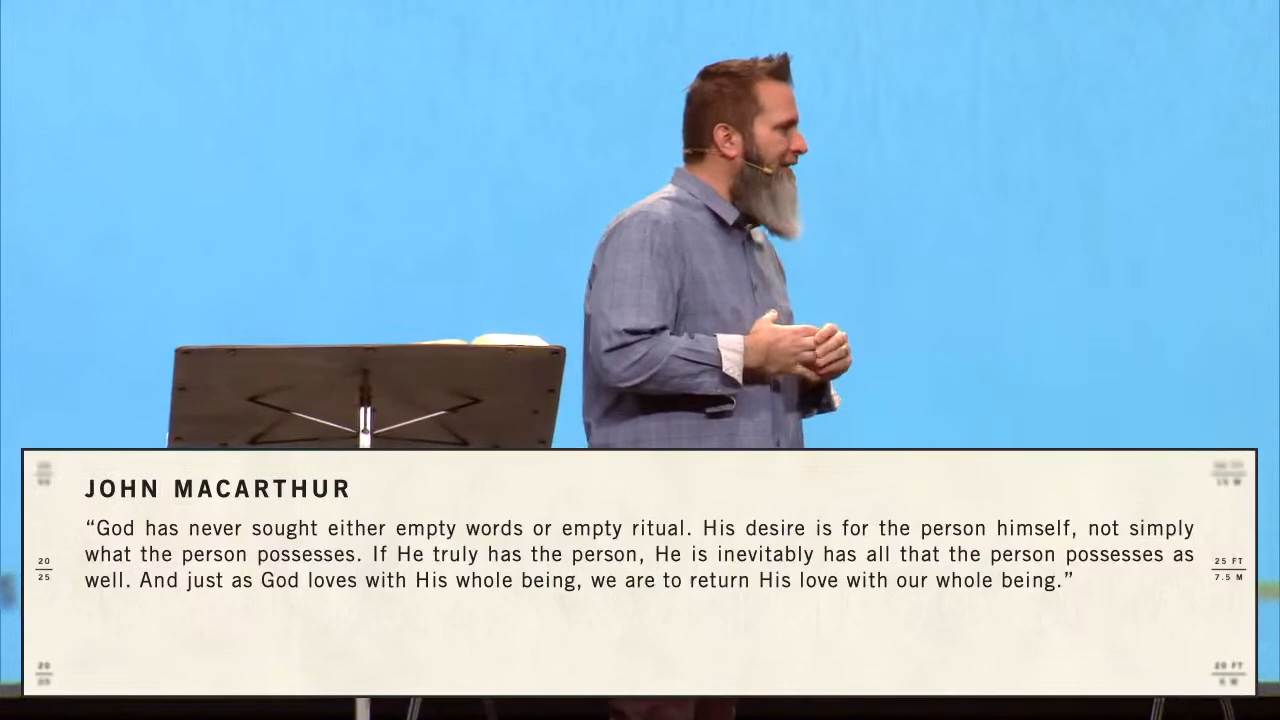 JOHN MACARTHUR
“God has never sought either empty words or empty ritual. His desire is for the person himself, not simply
what the person possesses. If He truly has the person, He is inevitably has all that the person possesses as
well. And just as God loves with His whole being, we are to return His love with our whole being.”
20
25
25 FT
7.5 M
20 FT